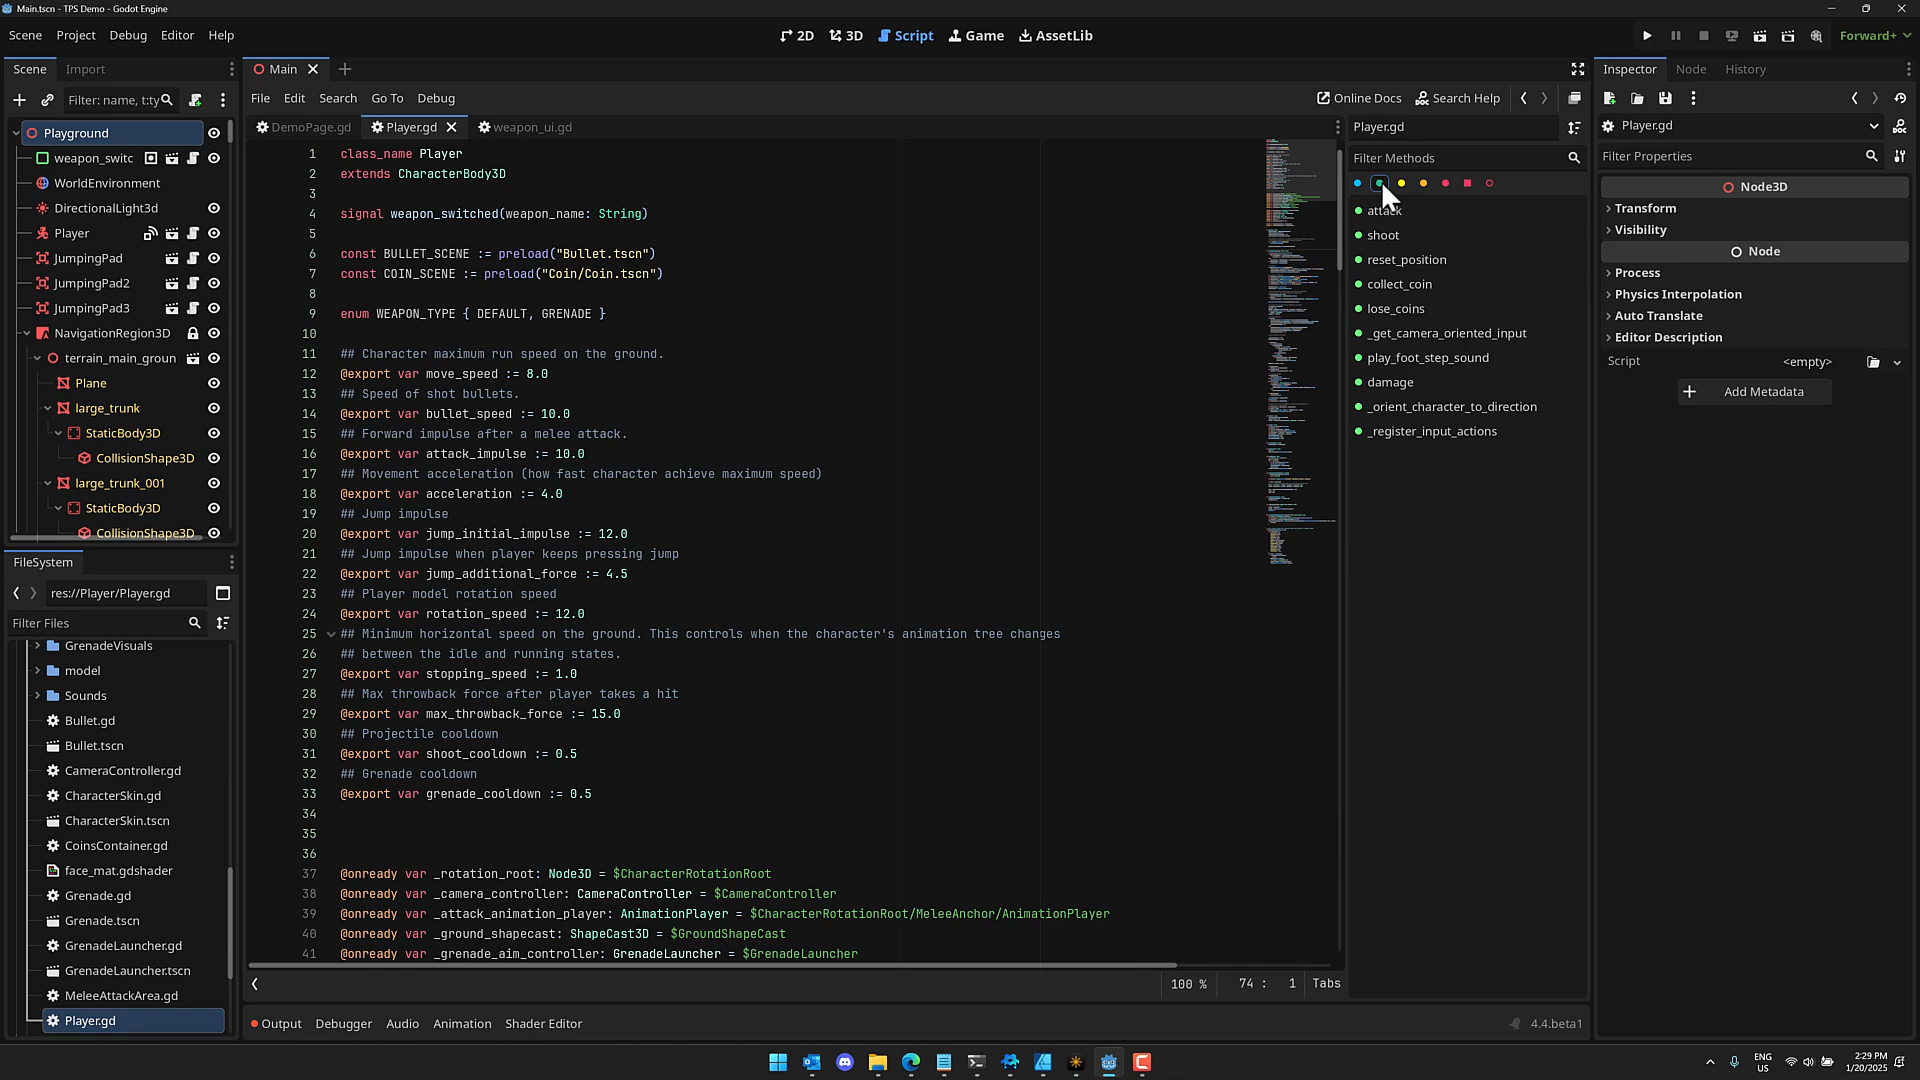 Main.tscn - TPS Demo - Godot Engine
Scene Project Debug Editor Help
2D 3D Script Game AssetLib
Forward+
Scene Import
Filter: name, t:ty
Playground
weapon_switc
WorldEnvironment
DirectionalLight3d
Player
JumpingPad
JumpingPad2
JumpingPad3
NavigationRegion3D
terrain_main_groun
Plane
large_trunk
StaticBody3D
CollisionShape3D
large_trunk_001
StaticBody3D
CollisionShape3D
FileSystem
res://Player/Player.gd
Filter Files
GrenadeVisuals
model
Sounds
Bullet.gd
Bullet.tscn
CameraController.gd
CharacterSkin.gd
CharacterSkin.tscn
CoinsContainer.gd
face_mat.gdshader
Grenade.gd
Grenade.tscn
GrenadeLauncher.gd
GrenadeLauncher.tscn
MeleeAttackArea.gd
Player.gd
Main
File Edit Search Go To Debug
Online Docs Search Help
DemoPage.gd Player.gd weapon_ui.gd
1 class_name Player
2 extends CharacterBody3D
3
4 signal weapon_switched(weapon_name: String)
5
6 const BULLET_SCENE := preload("Bullet.tscn")
7 const COIN_SCENE := preload("Coin/Coin.tscn")
8
9 enum WEAPON_TYPE { DEFAULT, GRENADE }
10
11 ## Character maximum run speed on the ground.
12 @export var move_speed := 8.0
13 ## Speed of shot bullets.
14 @export var bullet_speed := 10.0
15 ## Forward impulse after a melee attack.
16 @export var attack_impulse := 10.0
17 ## Movement acceleration (how fast character achieve maximum speed)
18 @export var acceleration := 4.0
19 ## Jump impulse
20 @export var jump_initial_impulse := 12.0
21 ## Jump impulse when player keeps pressing jump
22 @export var jump_additional_force := 4.5
23 ## Player model rotation speed
24 @export var rotation_speed := 12.0
25 ## Minimum horizontal speed on the ground. This controls when the character's animation tree changes
26 ## between the idle and running states.
27 @export var stopping_speed := 1.0
28 ## Max throwback force after player takes a hit
29 @export var max_throwback_force := 15.0
30 ## Projectile cooldown
31 @export var shoot_cooldown := 0.5
32 ## Grenade cooldown
33 @export var grenade_cooldown := 0.5
34
35
36
37 @onready var _rotation_root: Node3D = $CharacterRotationRoot
38 @onready var _camera_controller: CameraController = $CameraController
39 @onready var _attack_animation_player: AnimationPlayer = $CharacterRotationRoot/MeleeAnchor/AnimationPlayer
40 @onready var _ground_shapecast: ShapeCast3D = $GroundShapeCast
41 @onready var _grenade_aim_controller: GrenadeLauncher = $GrenadeLauncher
100 % 74 : 1 Tabs
Player.gd
Filter Methods
attack
shoot
reset_position
collect_coin
lose_coins
_get_camera_oriented_input
play_foot_step_sound
damage
_orient_character_to_direction
_register_input_actions
Output Debugger Audio Animation Shader Editor
4.4.beta1
Inspector Node History
Player.gd
Filter Properties
Node3D
Transform
Visibility
Node
Process
Physics Interpolation
Auto Translate
Editor Description
Script <empty>
Add Metadata
ENG
US
2:29 PM
1/20/2025